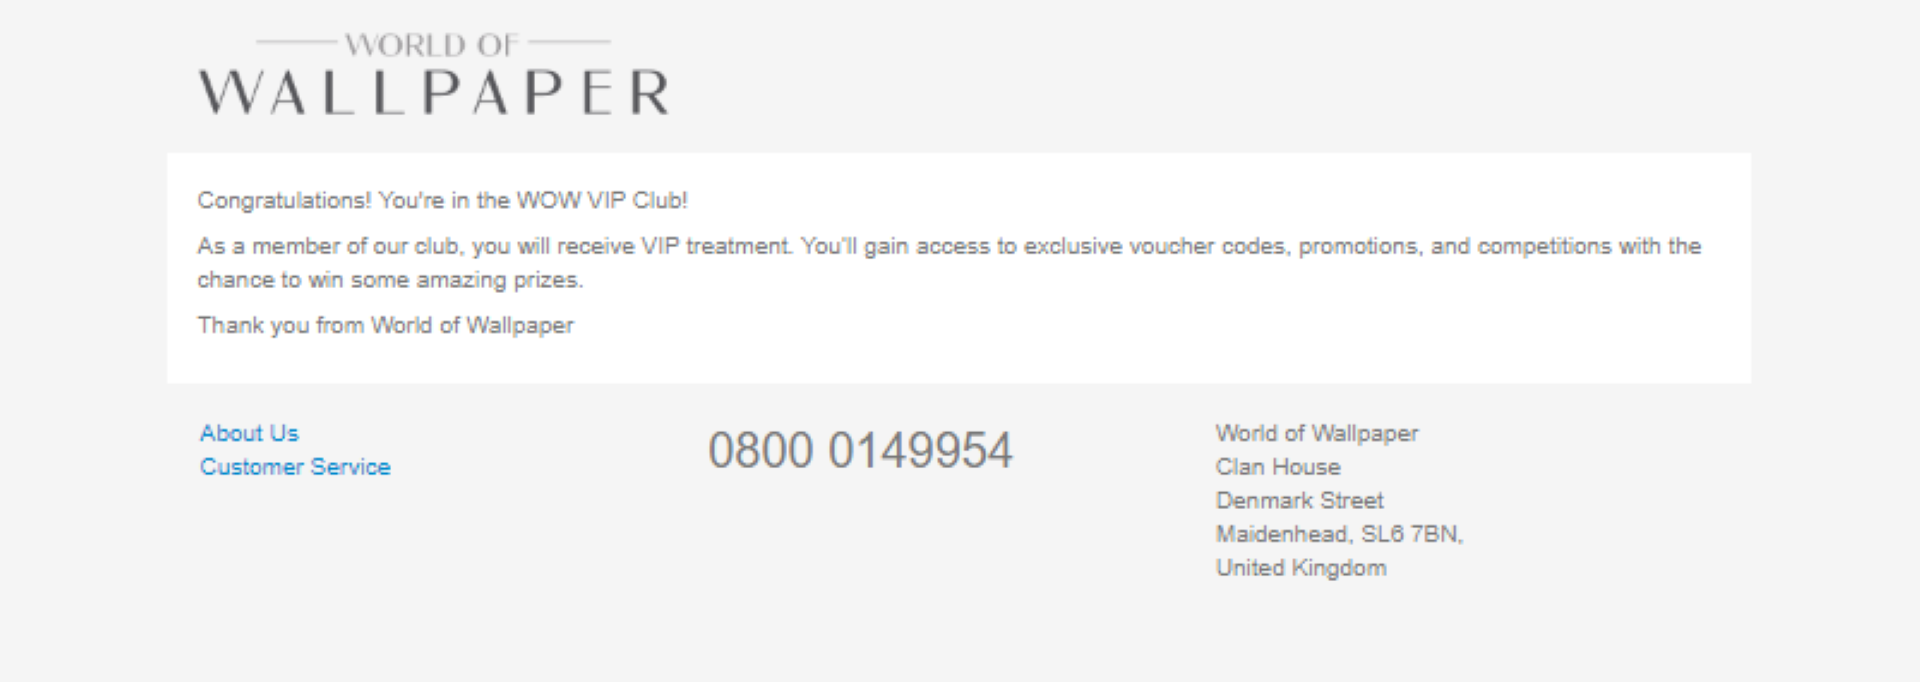 WORLD OF
WALLPAPER
Congratulations! You're in the WOW VIP Club!
As a member of our club, you will receive VIP treatment. You'll gain access to exclusive voucher codes, promotions, and competitions with the
chance to win some amazing prizes.
Thank you from World of Wallpaper
About Us
Customer Service
0800 0149954
World of Wallpaper
Clan House
Denmark Street
Maidenhead, SL6 7BN,
United Kingdom